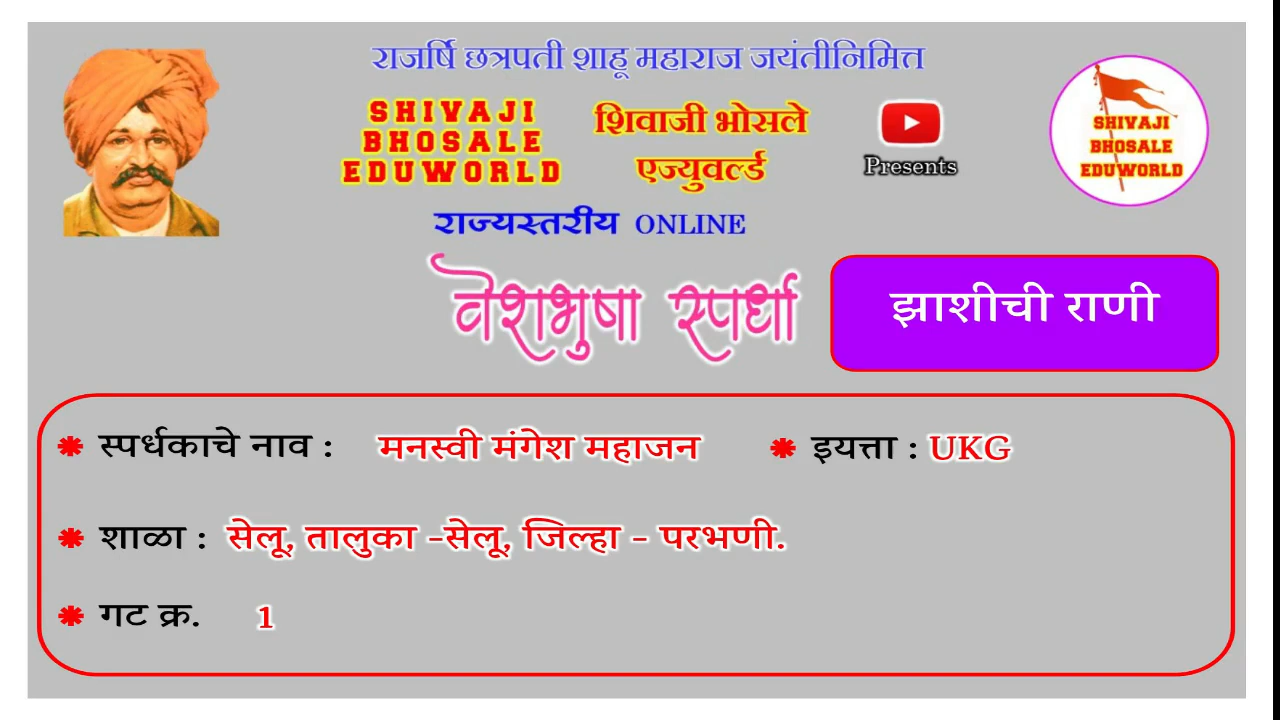 राजर्षि छत्रपती शाहू महाराज जयंतीनिमित्त
SHIVAJI
BHOSALE
EDUWORLD
शिवाजी भोसले
एज्युवर्ल्ड
Presents
SHIVAJI
BHOSALE
EDUWORLD
राज्यस्तरीय ONLINE
वेशभुषा स्पर्धा
झाशीची राणी
स्पर्धकाचे नाव : मनस्वी मंगेश महाजन
इयत्ता : UKG
शाळा : सेलू, तालुका -सेलू, जिल्हा - परभणी.
गट क्र. 1